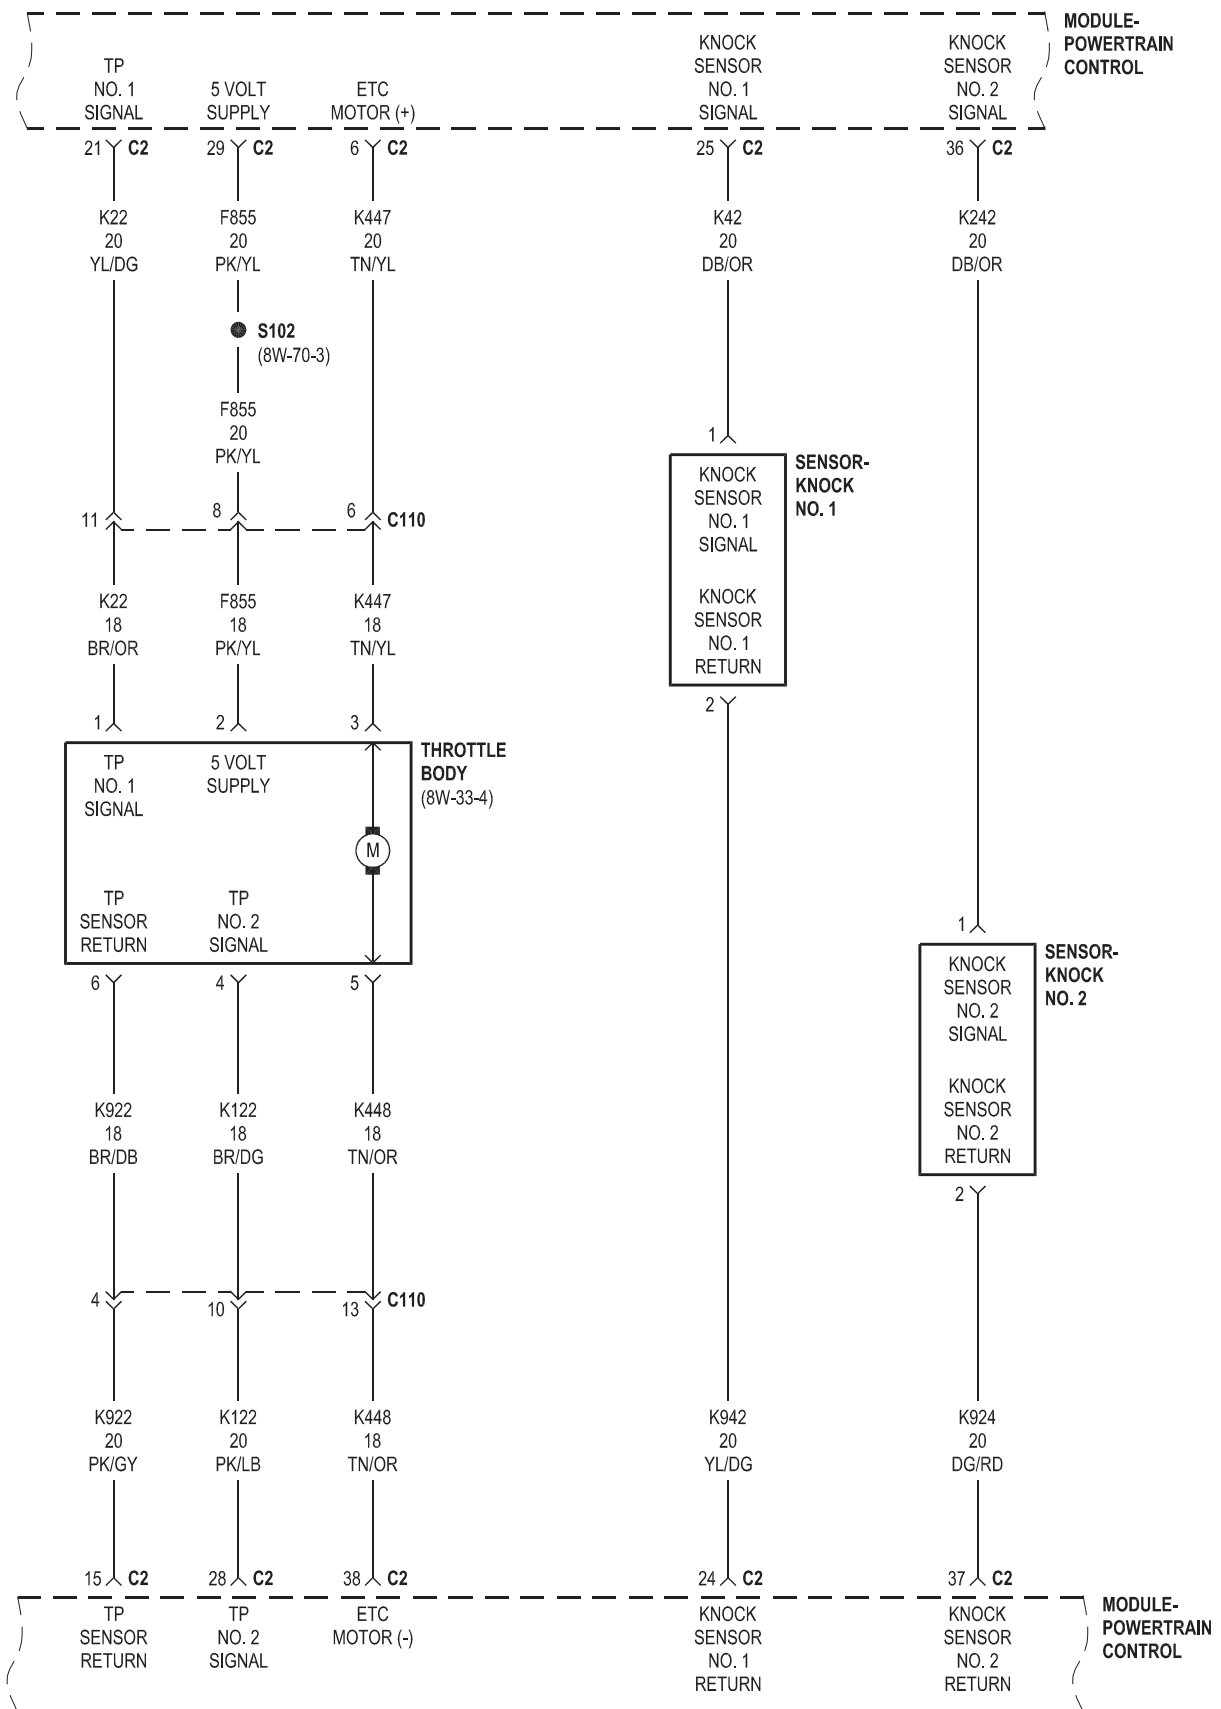 MODULE-
POWERTRAIN
CONTROL
TP
NO. 1
SIGNAL
5 VOLT
SUPPLY
ETC
MOTOR (+)
KNOCK
SENSOR
NO. 1
SIGNAL
KNOCK
SENSOR
NO. 2
SIGNAL
21 C2
29 C2
6 C2
25 C2
36 C2
K22
20
YL/DG
F855
20
PK/YL
K447
20
TN/YL
K42
20
DB/OR
K242
20
DB/OR
S102
(8W-70-3)
F855
20
PK/YL
11
8
6
C110
K22
18
BR/OR
F855
18
PK/YL
K447
18
TN/YL
1
2
3
THROTTLE
BODY
(8W-33-4)
TP
NO. 1
SIGNAL
5 VOLT
SUPPLY
M
TP
SENSOR
RETURN
TP
NO. 2
SIGNAL
6
4
5
K922
18
BR/DB
K122
18
BR/DG
K448
18
TN/OR
4
10
13
C110
K922
20
PK/GY
K122
20
PK/LB
K448
18
TN/OR
15 C2
28 C2
38 C2
TP
SENSOR
RETURN
TP
NO. 2
SIGNAL
ETC
MOTOR (-)
1
SENSOR-
KNOCK
NO. 1
KNOCK
SENSOR
NO. 1
SIGNAL
KNOCK
SENSOR
NO. 1
RETURN
2
K942
20
YL/DG
24 C2
KNOCK
SENSOR
NO. 1
RETURN
1
SENSOR-
KNOCK
NO. 2
KNOCK
SENSOR
NO. 2
SIGNAL
KNOCK
SENSOR
NO. 2
RETURN
2
K924
20
DG/RD
37 C2
KNOCK
SENSOR
NO. 2
RETURN
MODULE-
POWERTRAIN
CONTROL